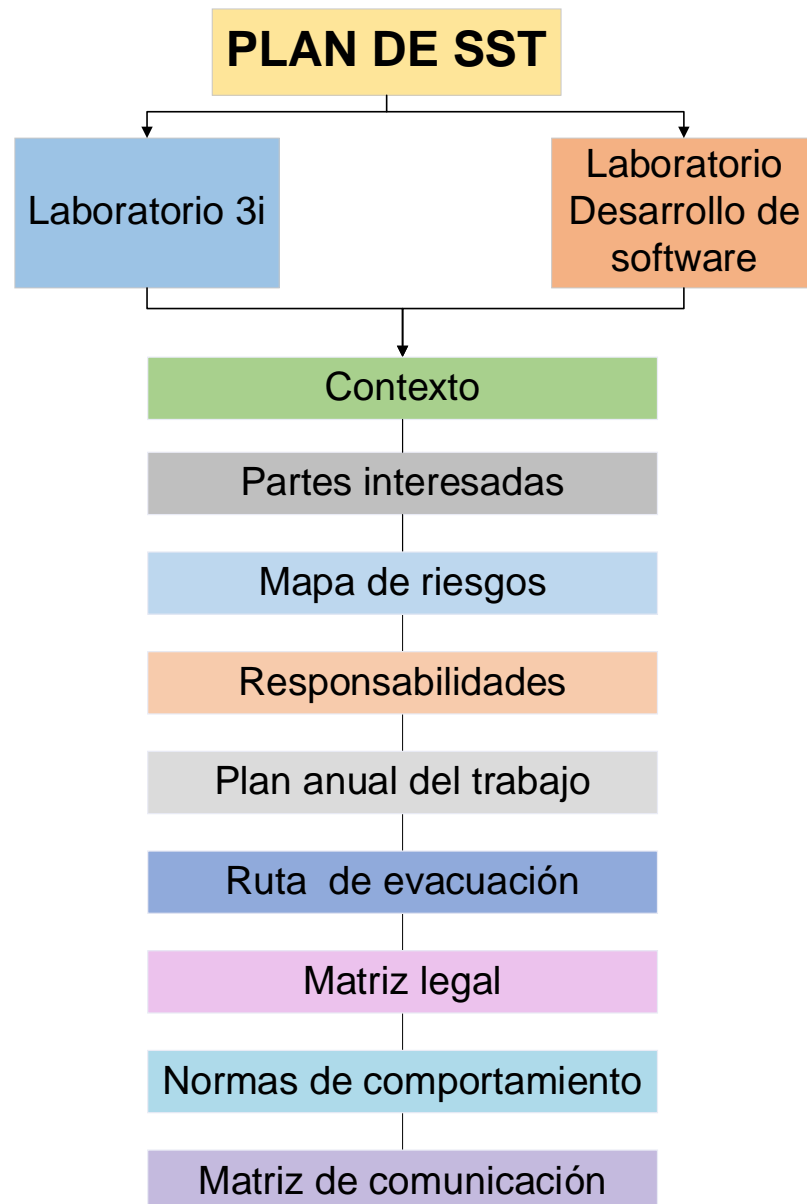 PLAN DE SST
Laboratorio 3i
Laboratorio
Desarrollo de
software
Contexto
Partes interesadas
Mapa de riesgos
Responsabilidades
Plan anual del trabajo
Ruta  de evacuación
Matriz legal
Normas de comportamiento
Matriz de comunicación